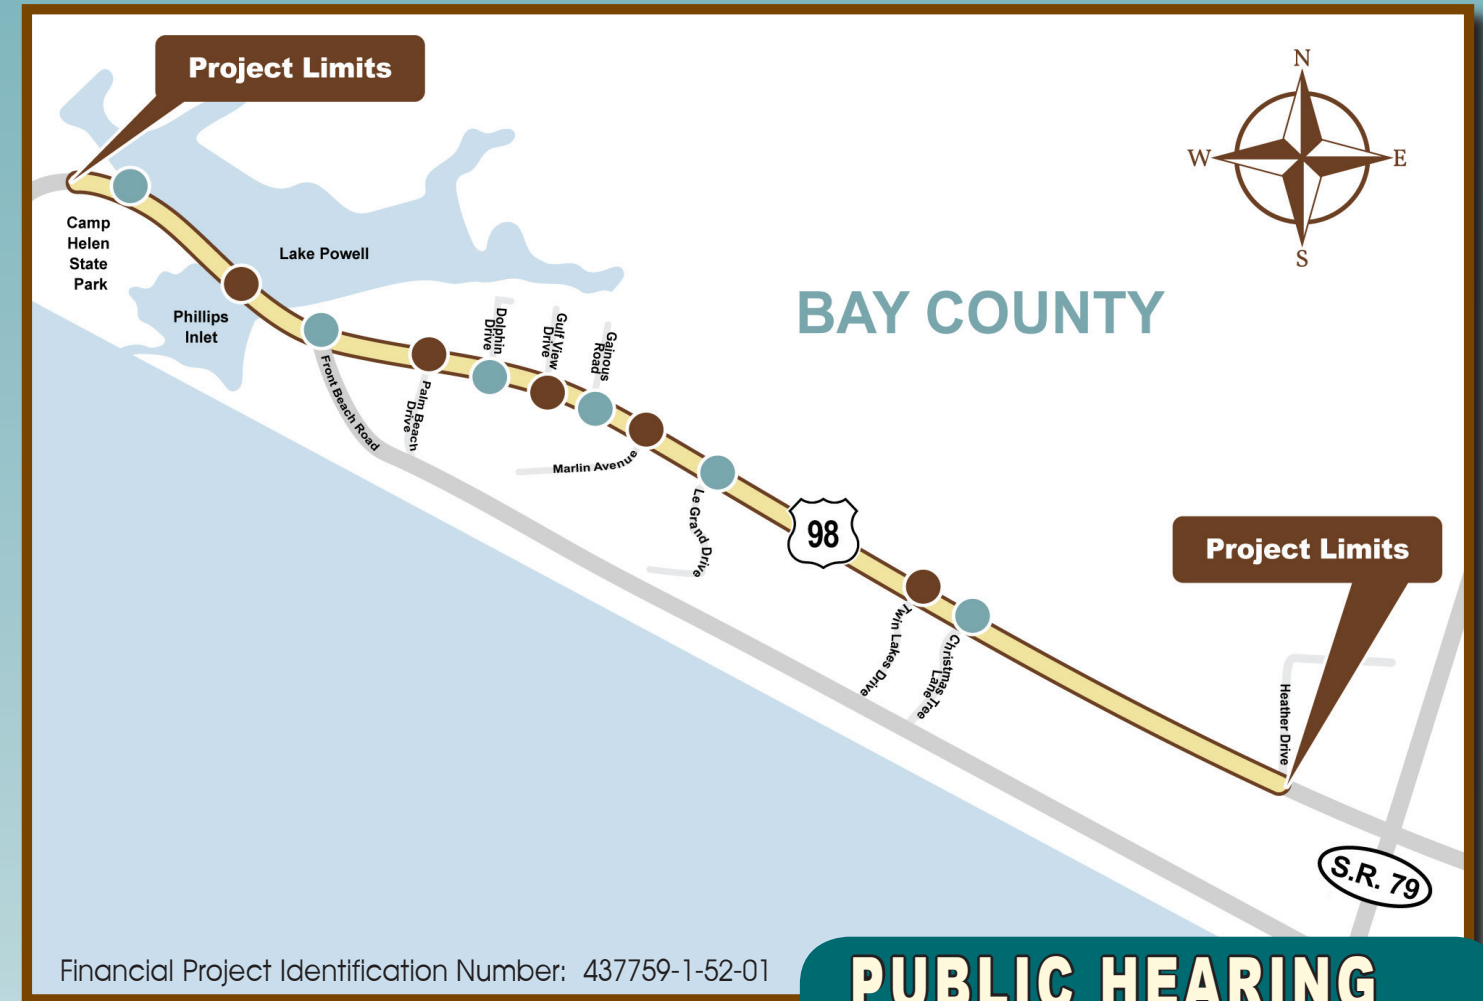 Project Limits
N
W
E
S
Camp
Helen
State
Park
Lake Powell
Phillips
Inlet
BAY COUNTY
Front Beach Road
Palm Beach
Drive
Dolphin
Drive
Gulf View
Drive
Gainous
Road
Marlin Avenue
Le Grand Drive
98
Twin Lakes Drive
Christmas Tree
Lane
Project Limits
Heather Drive
S.R. 79
Financial Project Identification Number: 437759-1-52-01
PUBLIC HEARING